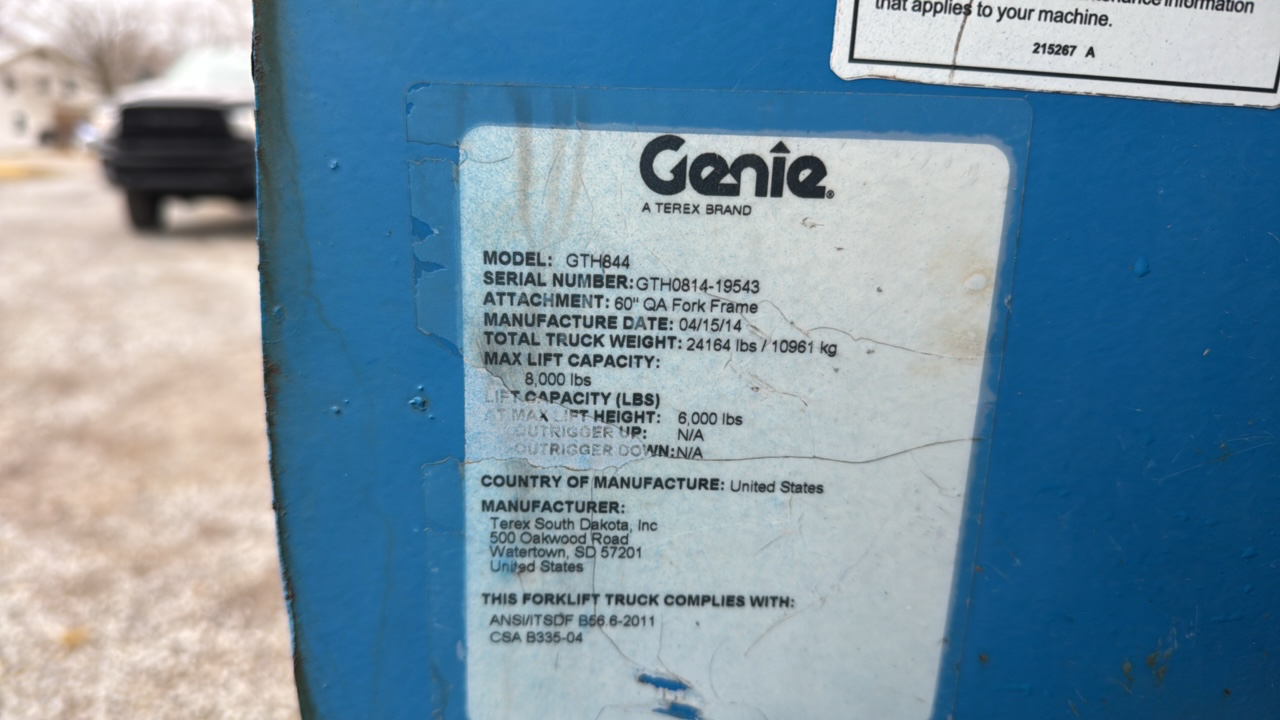 that applies to your machine.
215267 A
Genie®
A TEREX BRAND
MODEL: GTH844
SERIAL NUMBER: GTH0814-19543
ATTACHMENT: 60" QA Fork Frame
MANUFACTURE DATE: 04/15/14
TOTAL TRUCK WEIGHT: 24164 lbs / 10961 kg
MAX LIFT CAPACITY:
8,000 lbs
LIFT CAPACITY (LBS)
AT MAX LIFT HEIGHT: 6,000 lbs
OUTRIGGER UP: N/A
OUTRIGGER DOWN: N/A
COUNTRY OF MANUFACTURE: United States
MANUFACTURER:
Terex South Dakota, Inc
500 Oakwood Road
Watertown, SD 57201
United States
THIS FORKLIFT TRUCK COMPLIES WITH:
ANSI/ITSDF B56.6-2011
CSA B335-04